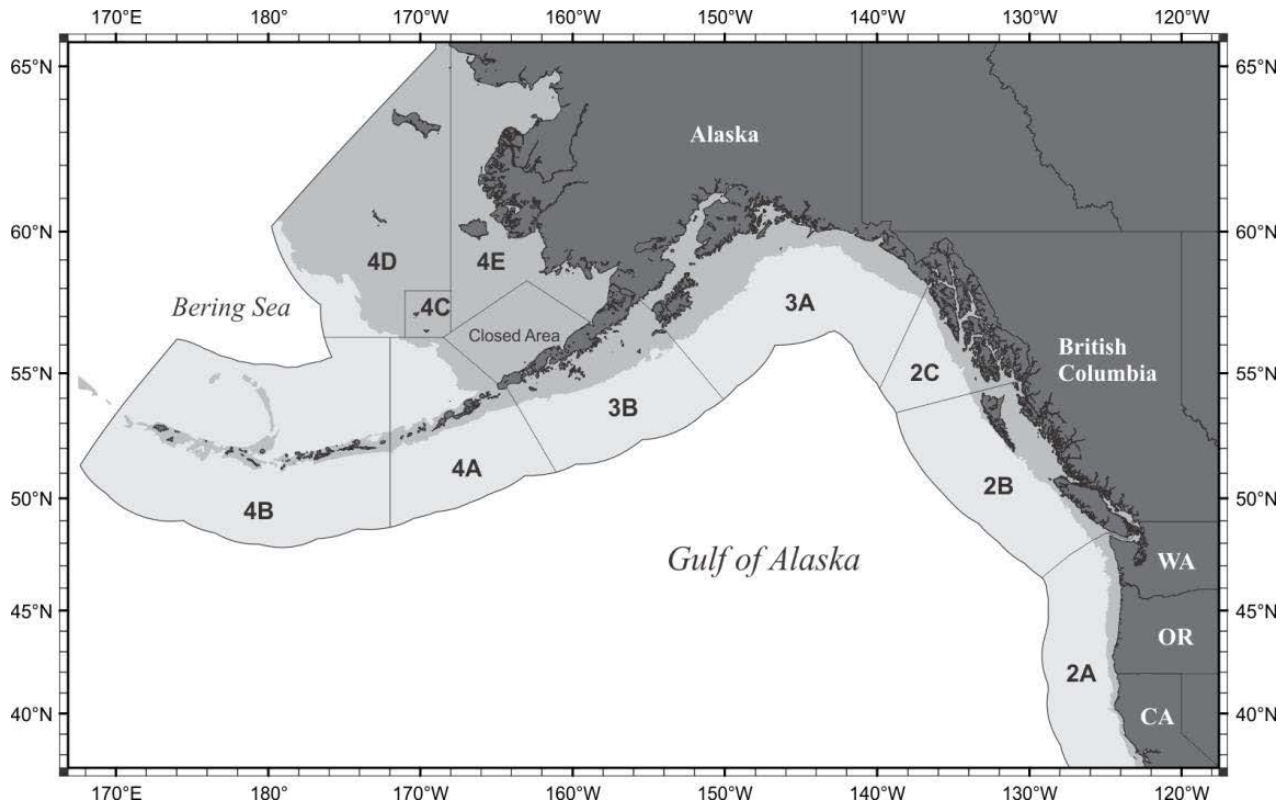 170°E 180° 170°W 160°W 150°W 140°W 130°W 120°W
65°N 65°N
Alaska
60°N 60°N
4D 4E
Bering Sea
4C
3A
Closed Area
British
Columbia
55°N 55°N
2C
3B
4A
2B
50°N 50°N
4B
Gulf of Alaska
WA
45°N 45°N
OR
2A
40°N 40°N
CA
170°E 180° 170°W 160°W 150°W 140°W 130°W 120°W